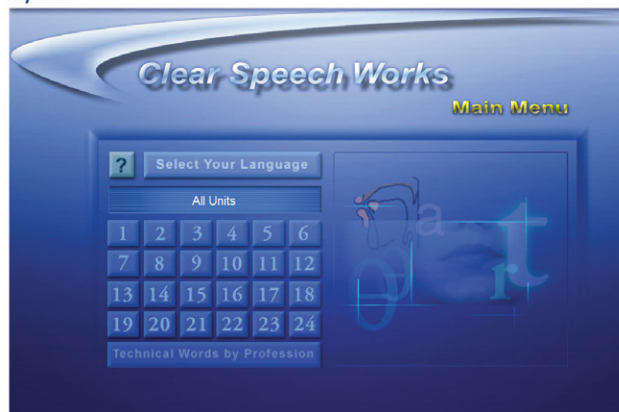 Clear Speech Works
Main Menu
? Select Your Language
All Units
1 2 3 4 5 6
7 8 9 10 11 12
13 14 15 16 17 18
19 20 21 22 23 24
Technical Words by Profession
a
g
r
t